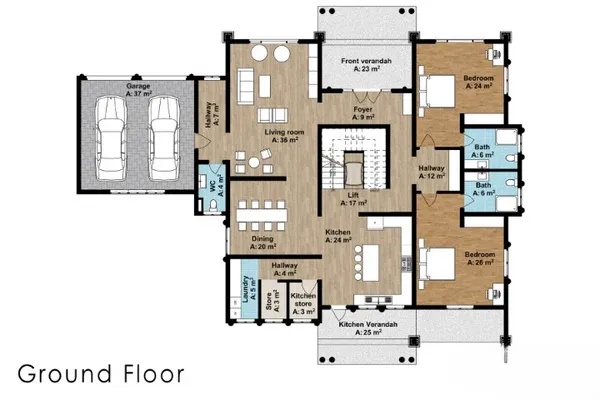 Garage
A: 37 m²
Hallway
A: 7 m²
Living room
A: 36 m²
Front verandah
A: 23 m²
Foyer
A: 9 m²
Bedroom
A: 24 m²
Bath
A: 6 m²
Hallway
A: 12 m²
Bath
A: 6 m²
WC
A: 4 m²
Lift
A: 17 m²
Dining
A: 20 m²
Kitchen
A: 24 m²
Bedroom
A: 26 m²
Hallway
A: 4 m²
Laundry
A: 5 m²
Store
A: 3 m²
Kitchen
store
A: 3 m²
Kitchen Verandah
A: 25 m²
Ground Floor